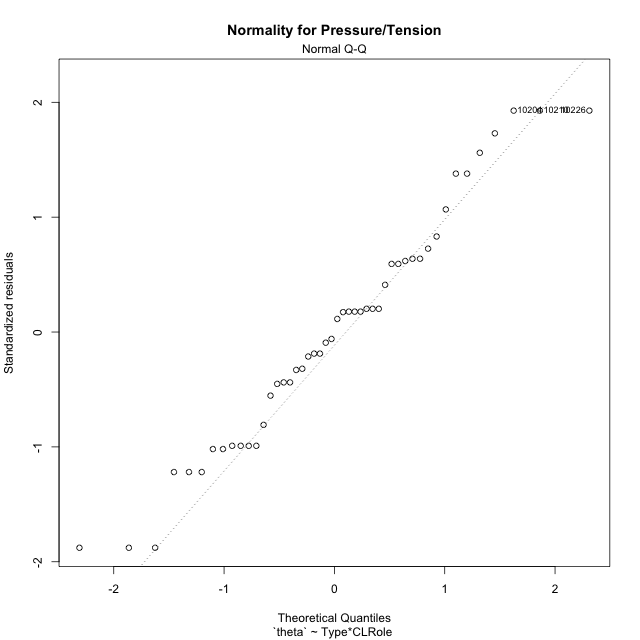 Normality for Pressure/Tension
Normal Q-Q
Standardized residuals
2
1
0
-1
-2
10226
-2 -1 0 1 2
Theoretical Quantiles
`theta` ~ Type*CLRole